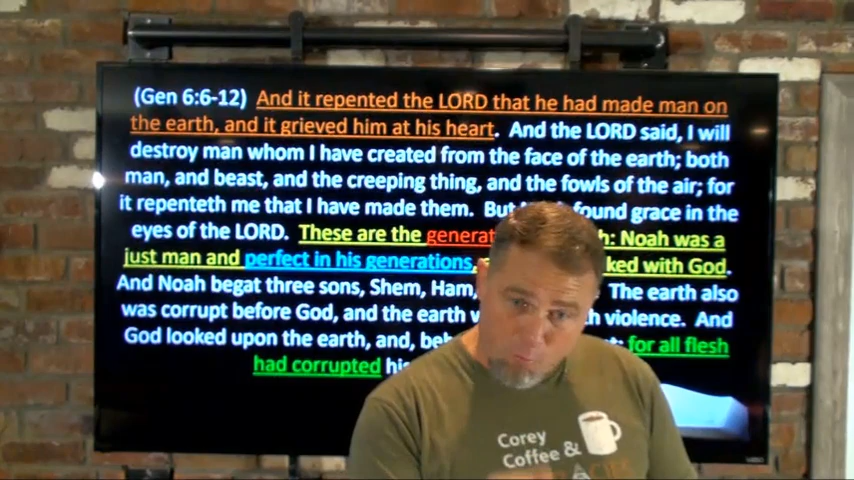 (Gen 6:6-12) And it repented the LORD that he had made man on
the earth, and it grieved him at his heart. And the LORD said, I will
destroy man whom I have created from the face of the earth; both
man, and beast, and the creeping thing, and the fowls of the air; for
it repenteth me that I have made them. But found grace in the
eyes of the LORD. These are the generat h: Noah was a
just man and perfect in his generations, ked with God.
And Noah begat three sons, Shem, Ham, The earth also
was corrupt before God, and the earth w h violence. And
God looked upon the earth, and, beh for all flesh
had corrupted his
Corey
Coffee &